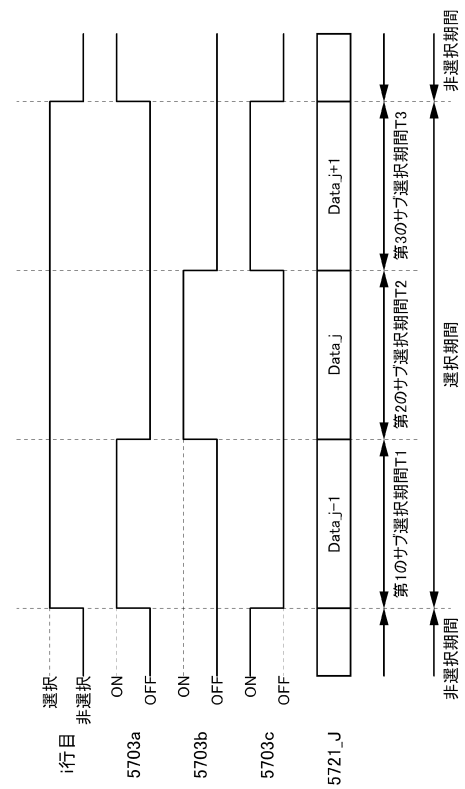 i行目
選択
非選択
5703a
ON
OFF
5703b
ON
OFF
5703c
ON
OFF
5721_J
Data_j-1
Data_j
Data_j+1
第1のサブ選択期間T1
第2のサブ選択期間T2
第3のサブ選択期間T3
非選択期間
選択期間
非選択期間